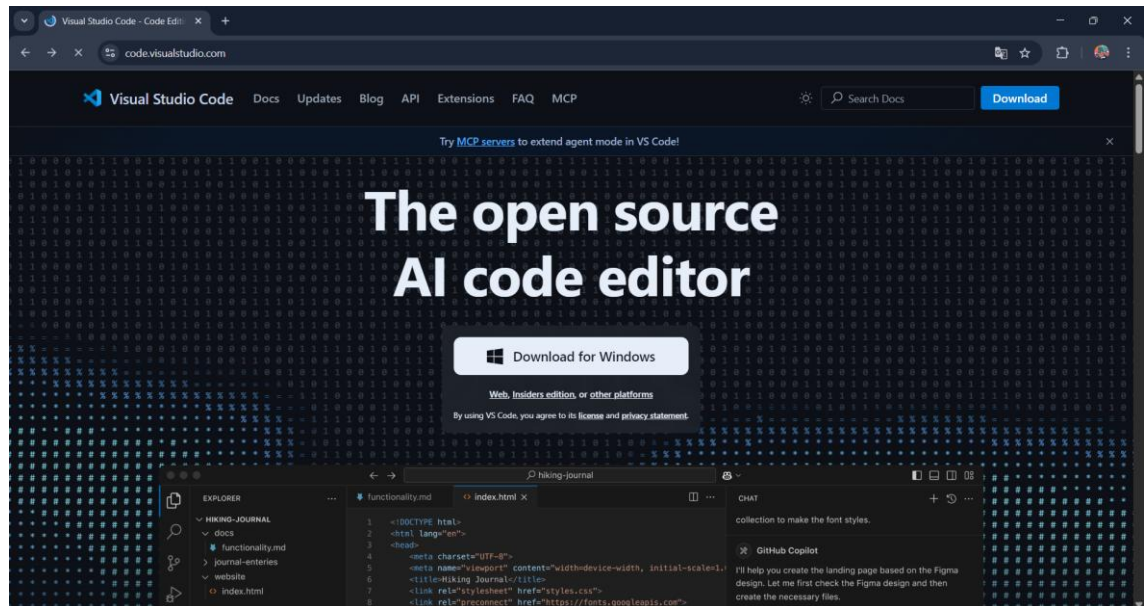 Visual Studio Code - Code Edit
code.visualstudio.com
Visual Studio Code Docs Updates Blog API Extensions FAQ MCP Search Docs Download
Try MCP servers to extend agent mode in VS Code!
The open source
AI code editor
Download for Windows
Web, Insiders edition, or other platforms
By using VS Code, you agree to its license and privacy statement.
hiking-journal
EXPLORER
HIKING-JOURNAL
docs
functionality.md
journal-enteries
website
index.html
functionality.md index.html
1 <!DOCTYPE html>
2 <html lang="en">
3 <head>
4 <meta charset="UTF-8">
5 <meta name="viewport" content="width=device-width, initial-scale=1.
6 <title>Hiking Journal</title>
7 <link rel="stylesheet" href="styles.css">
8 <link rel="preconnect" href="https://fonts.googleapis.com">
CHAT
collection to make the font styles.
GitHub Copilot
I'll help you create the landing page based on the Figma
design. Let me first check the Figma design and then
create the necessary files.